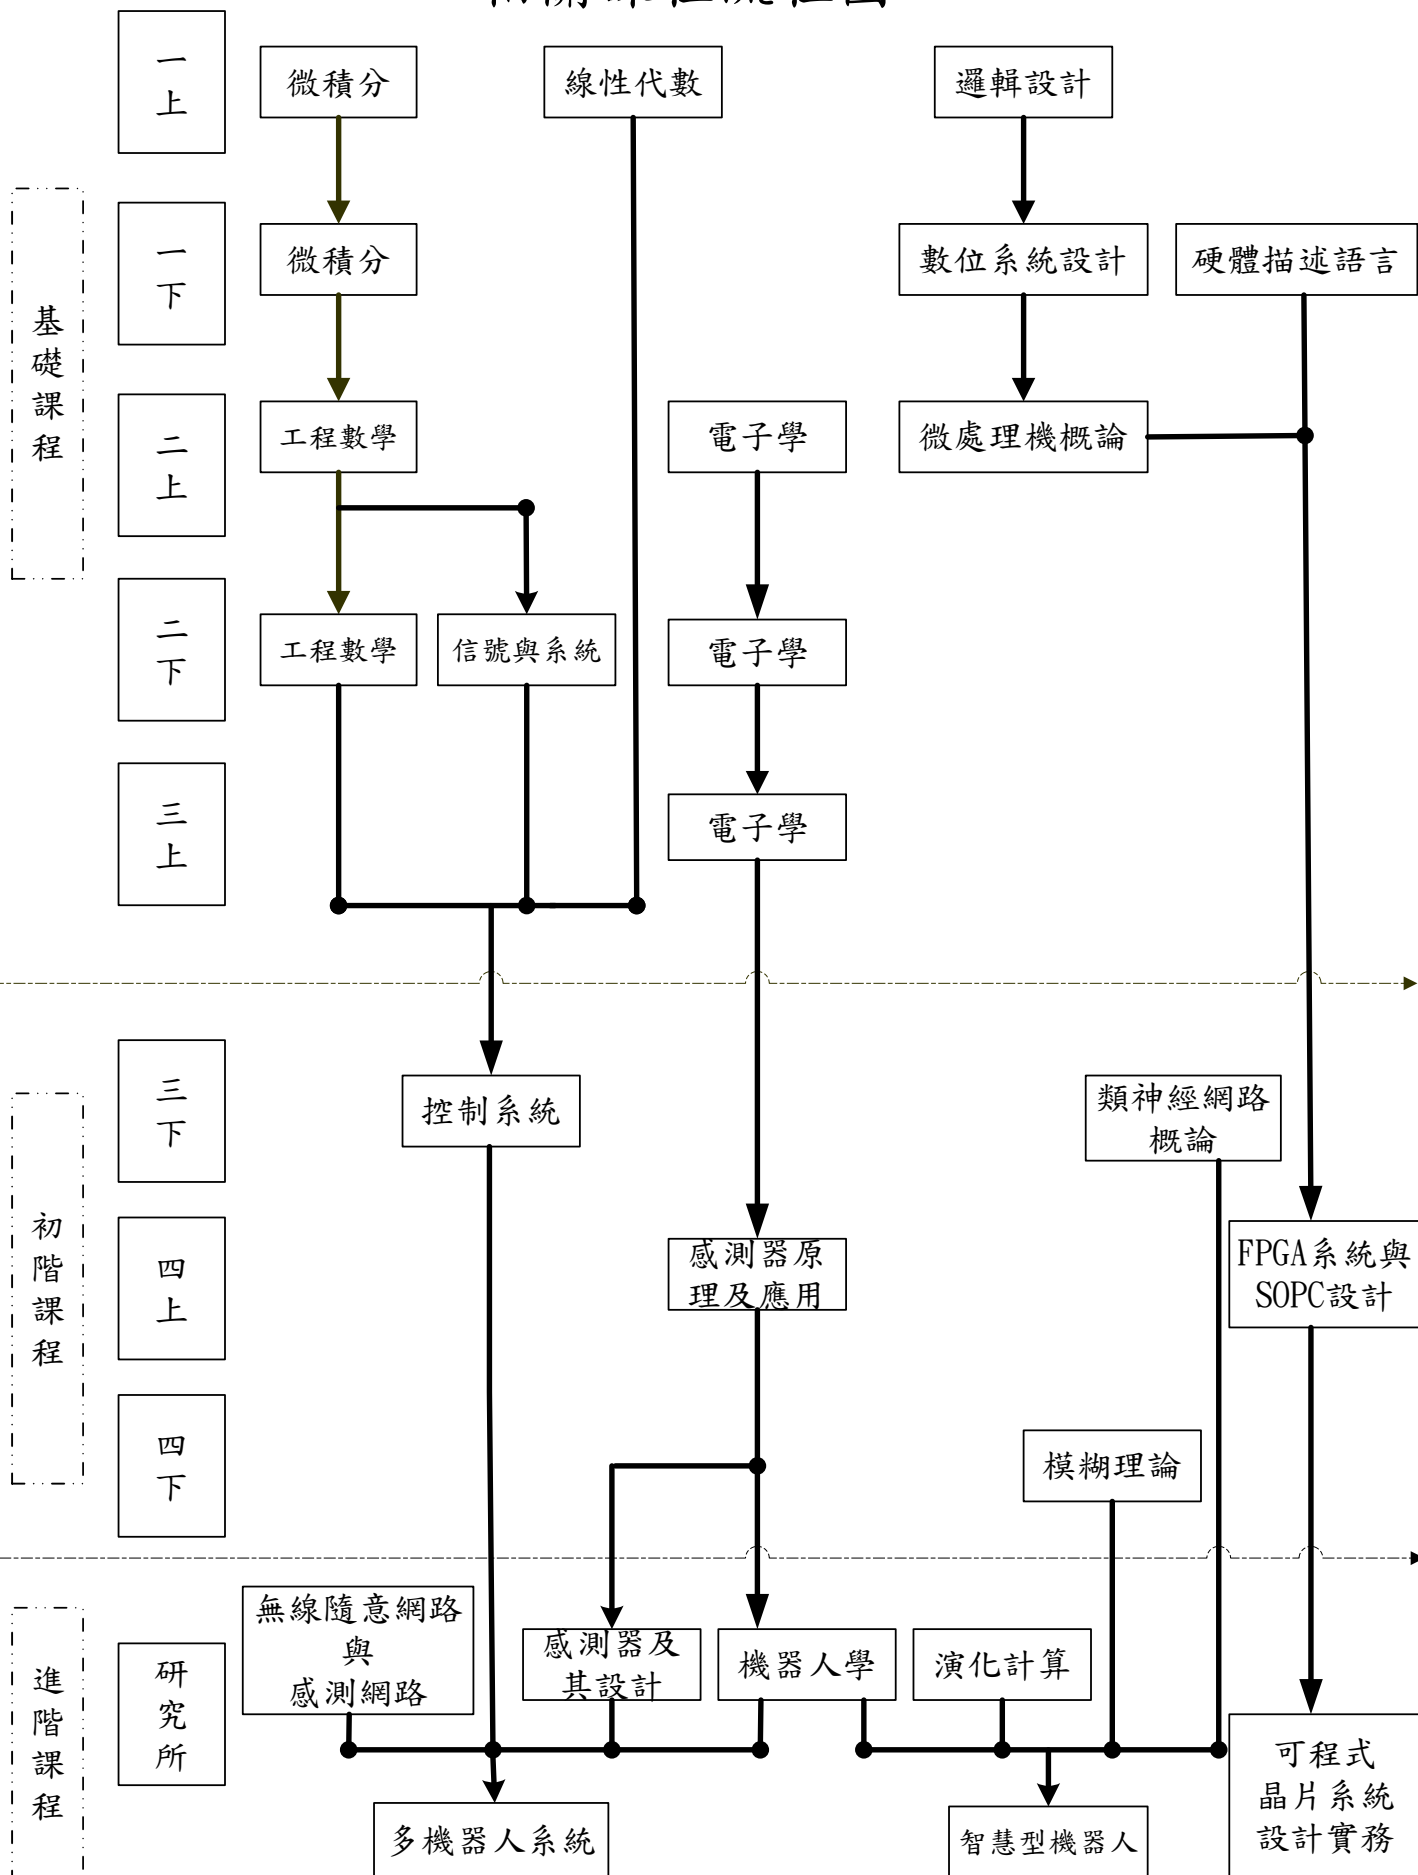 一
上
微積分
線性代數
邏輯設計
基
礎
課
程
一
下
微積分
數位系統設計
硬體描述語言
二
上
工程數學
電子學
微處理機概論
二
下
工程數學
信號與系統
電子學
三
上
電子學
初
階
課
程
三
下
控制系統
類神經網路
概論
四
上
感測器原
理及應用
FPGA系統與
SOPC設計
四
下
模糊理論
進
階
課
程
研
究
所
無線隨意網路
與
感測網路
感測器及
其設計
機器人學
演化計算
可程式
晶片系統
設計實務
多機器人系統
智慧型機器人